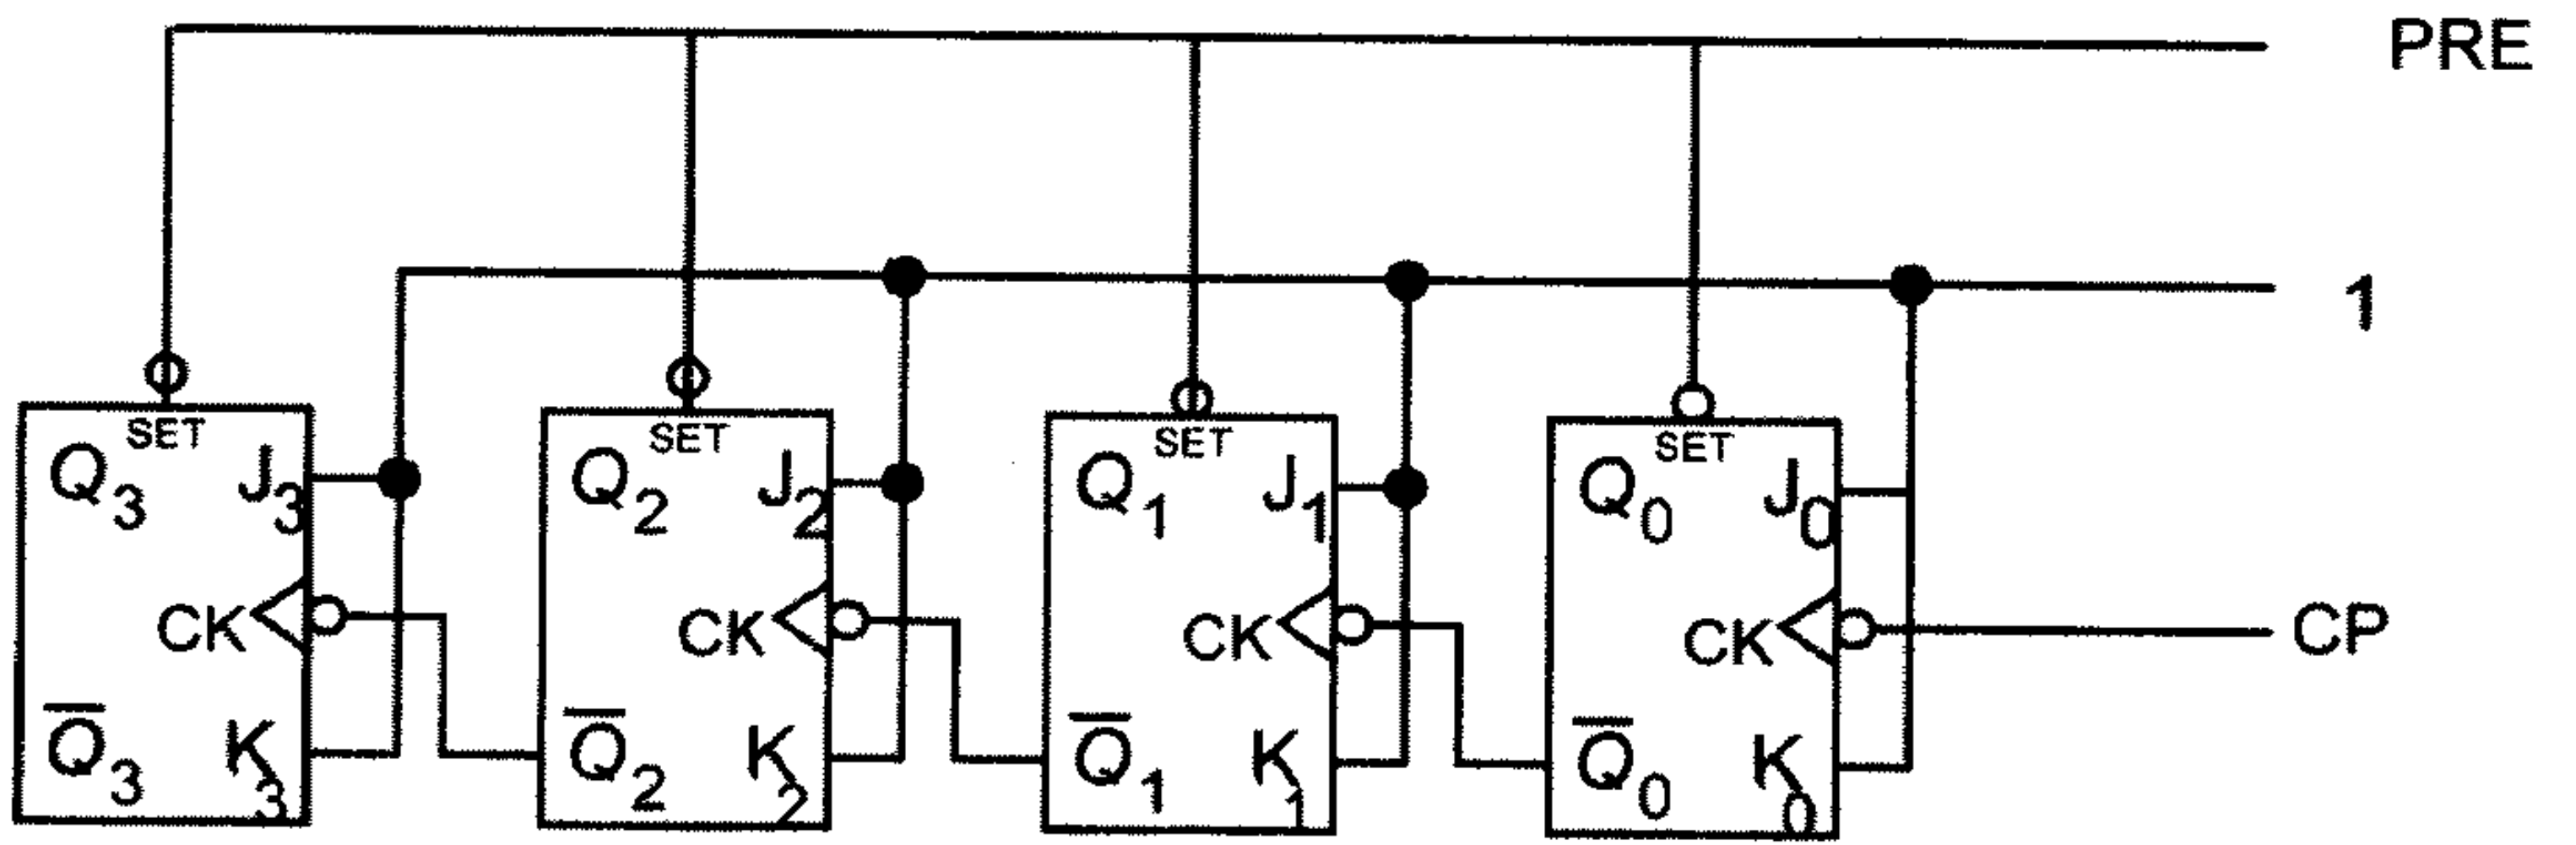 PRE
1
SET SET SET SET
Q3 J3 Q2 J2 Q1 J1 Q0 J0
CK CK CK CK CP
Q̅3 K3 Q̅2 K2 Q̅1 K1 Q̅0 K0